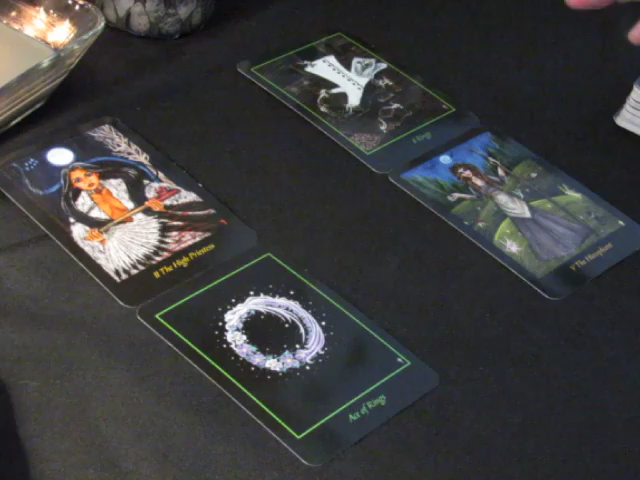 II The High Priestess
V The Hierophant
Ace of Rings